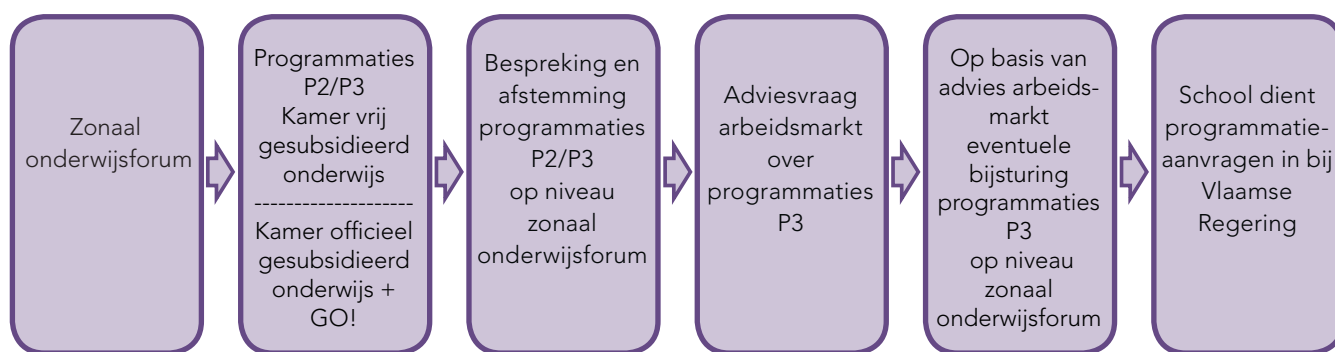 Zonaal
onderwijsforum
Programmaties
P2/P3
Kamer vrij
gesubsidieerd
onderwijs
--------------------
Kamer officieel
gesubsidieerd
onderwijs +
GO!
Bespreking en
afstemming
programmaties
P2/P3
op niveau
zonaal
onderwijsforum
Adviesvraag
arbeidsmarkt
over
programmaties
P3
Op basis van
advies arbeids-
markt
eventuele
bijsturing
programmaties
P3
op niveau
zonaal
onderwijsforum
School dient
programmatie-
aanvragen in bij
Vlaamse
Regering